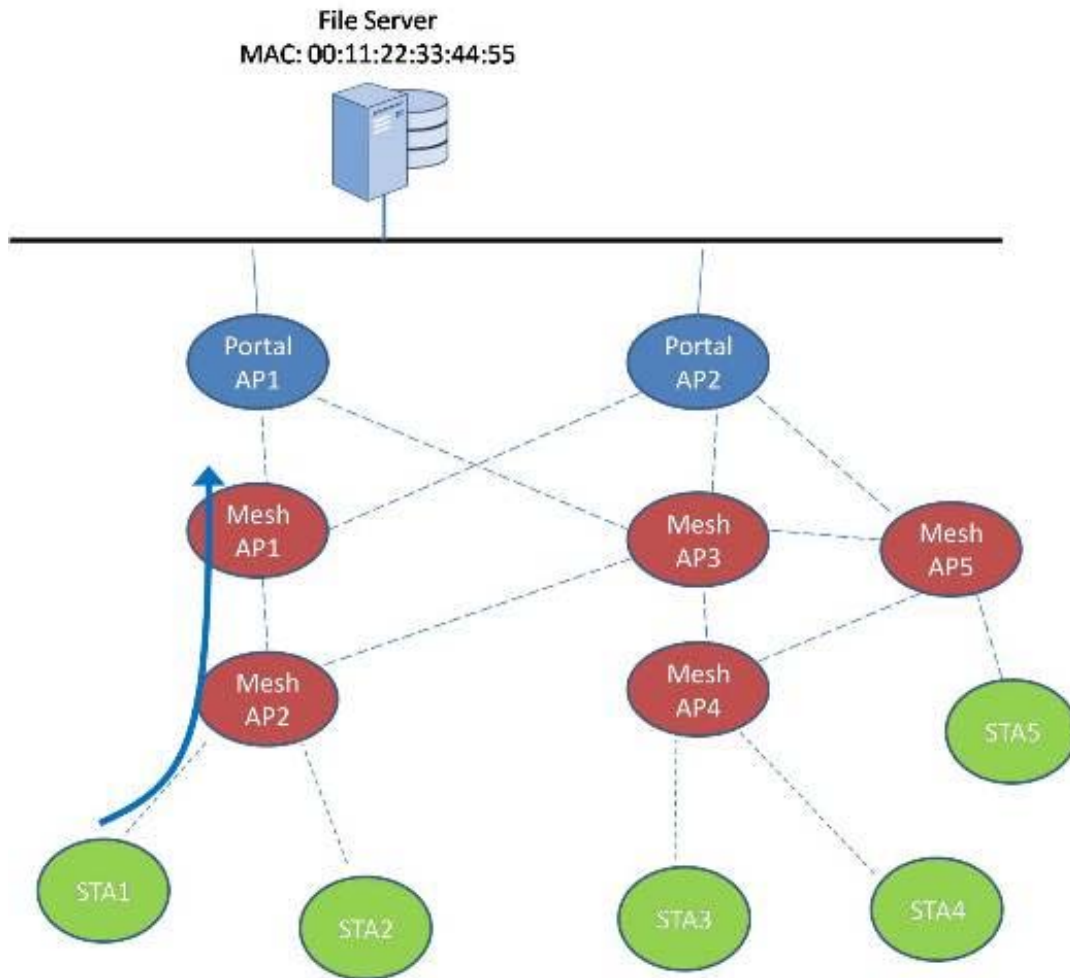 File Server
MAC: 00:11:22:33:44:55
Portal
AP1
Portal
AP2
Mesh
AP1
Mesh
AP3
Mesh
AP5
Mesh
AP2
Mesh
AP4
STA5
STA1
STA2
STA3
STA4